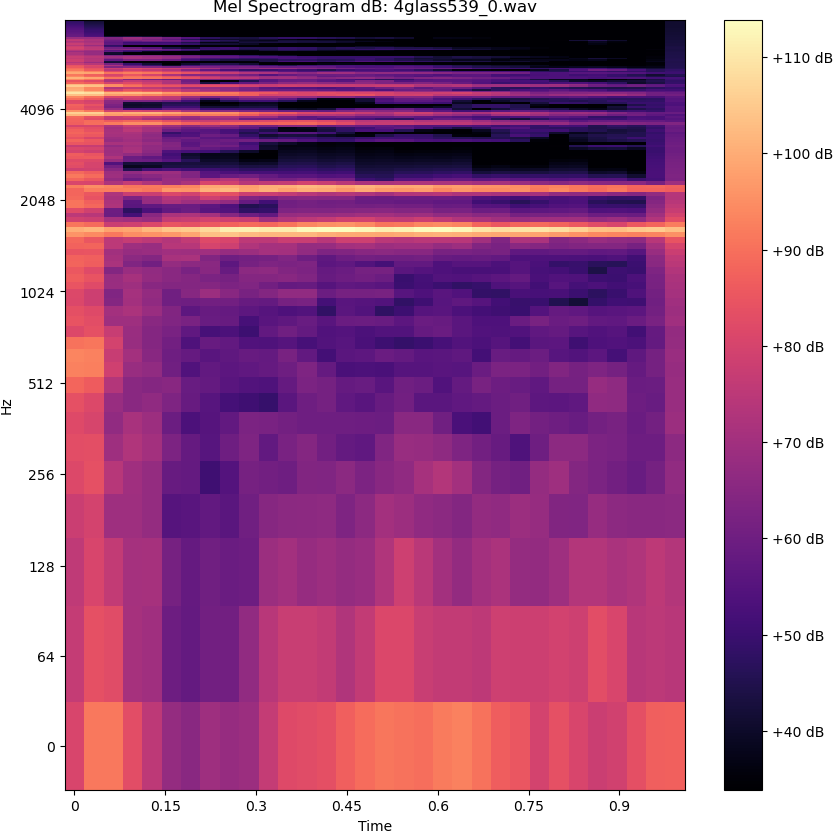 Mel Spectrogram dB: 4glass539_0.wav
+110 dB
4096
+100 dB
2048
+90 dB
1024
+80 dB
512
Hz
+70 dB
256
+60 dB
128
+50 dB
64
+40 dB
0
0 0.15 0.3 0.45 0.6 0.75 0.9
Time